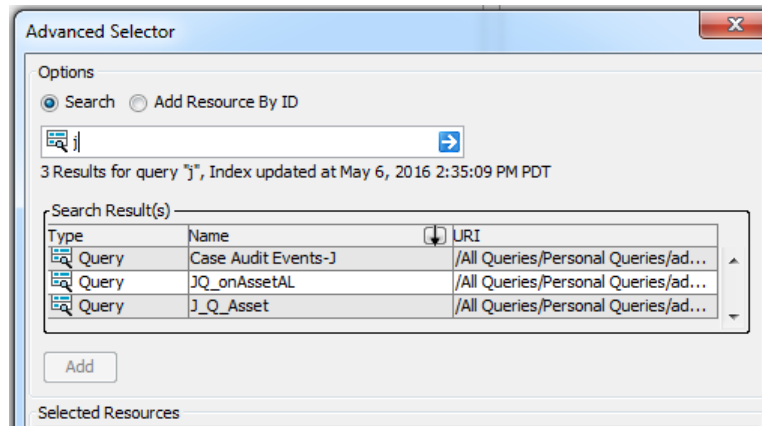 Advanced Selector
Options
Search Add Resource By ID
j
3 Results for query "j", Index updated at May 6, 2016 2:35:09 PM PDT
Search Result(s)
Type Name URI
Query Case Audit Events-J /All Queries/Personal Queries/ad...
Query JQ_onAssetAL /All Queries/Personal Queries/ad...
Query J_Q_Asset /All Queries/Personal Queries/ad...
Add
Selected Resources